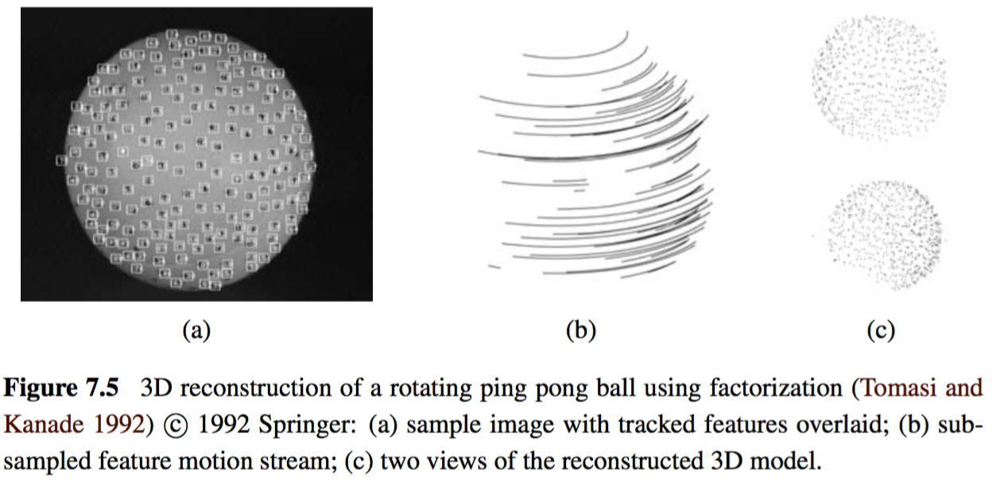 (a) (b) (c)
Figure 7.5 3D reconstruction of a rotating ping pong ball using factorization (Tomasi and
Kanade 1992) © 1992 Springer: (a) sample image with tracked features overlaid; (b) sub-
sampled feature motion stream; (c) two views of the reconstructed 3D model.